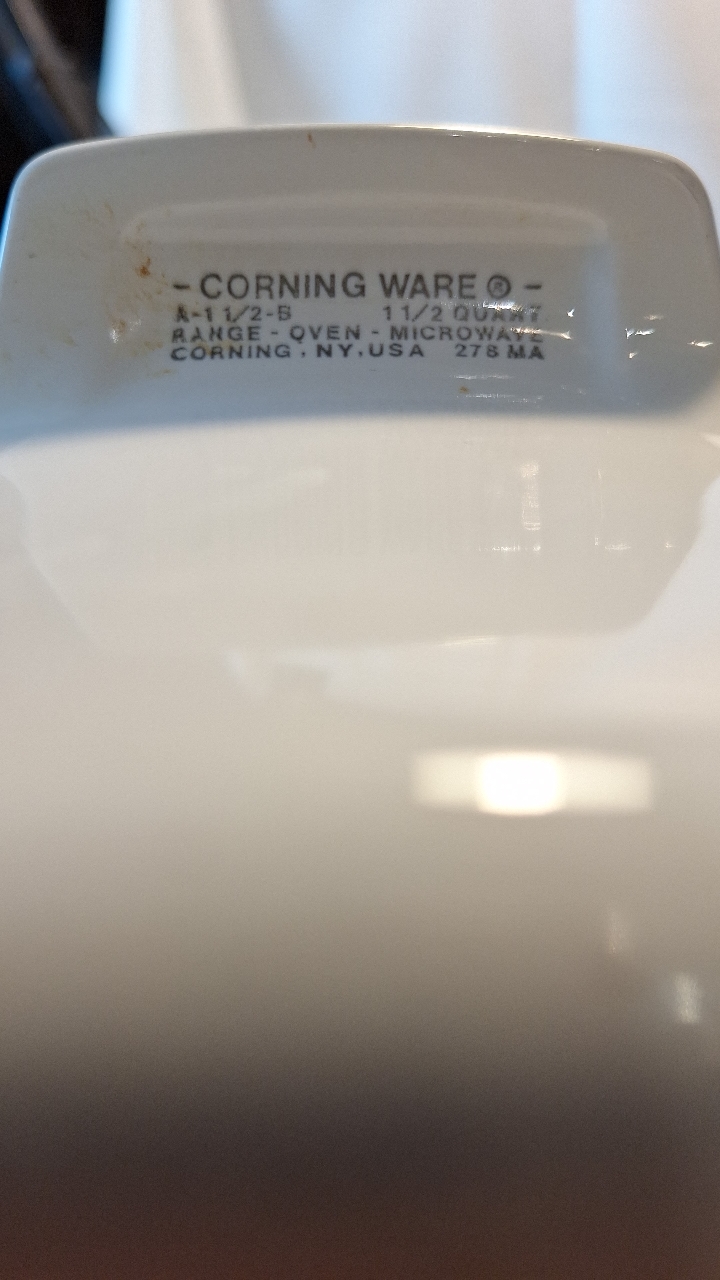 - CORNING WARE ® -
A-1 1/2-B 1 1/2 QUART
RANGE - OVEN - MICROWAVE
CORNING . NY. USA 278 MA